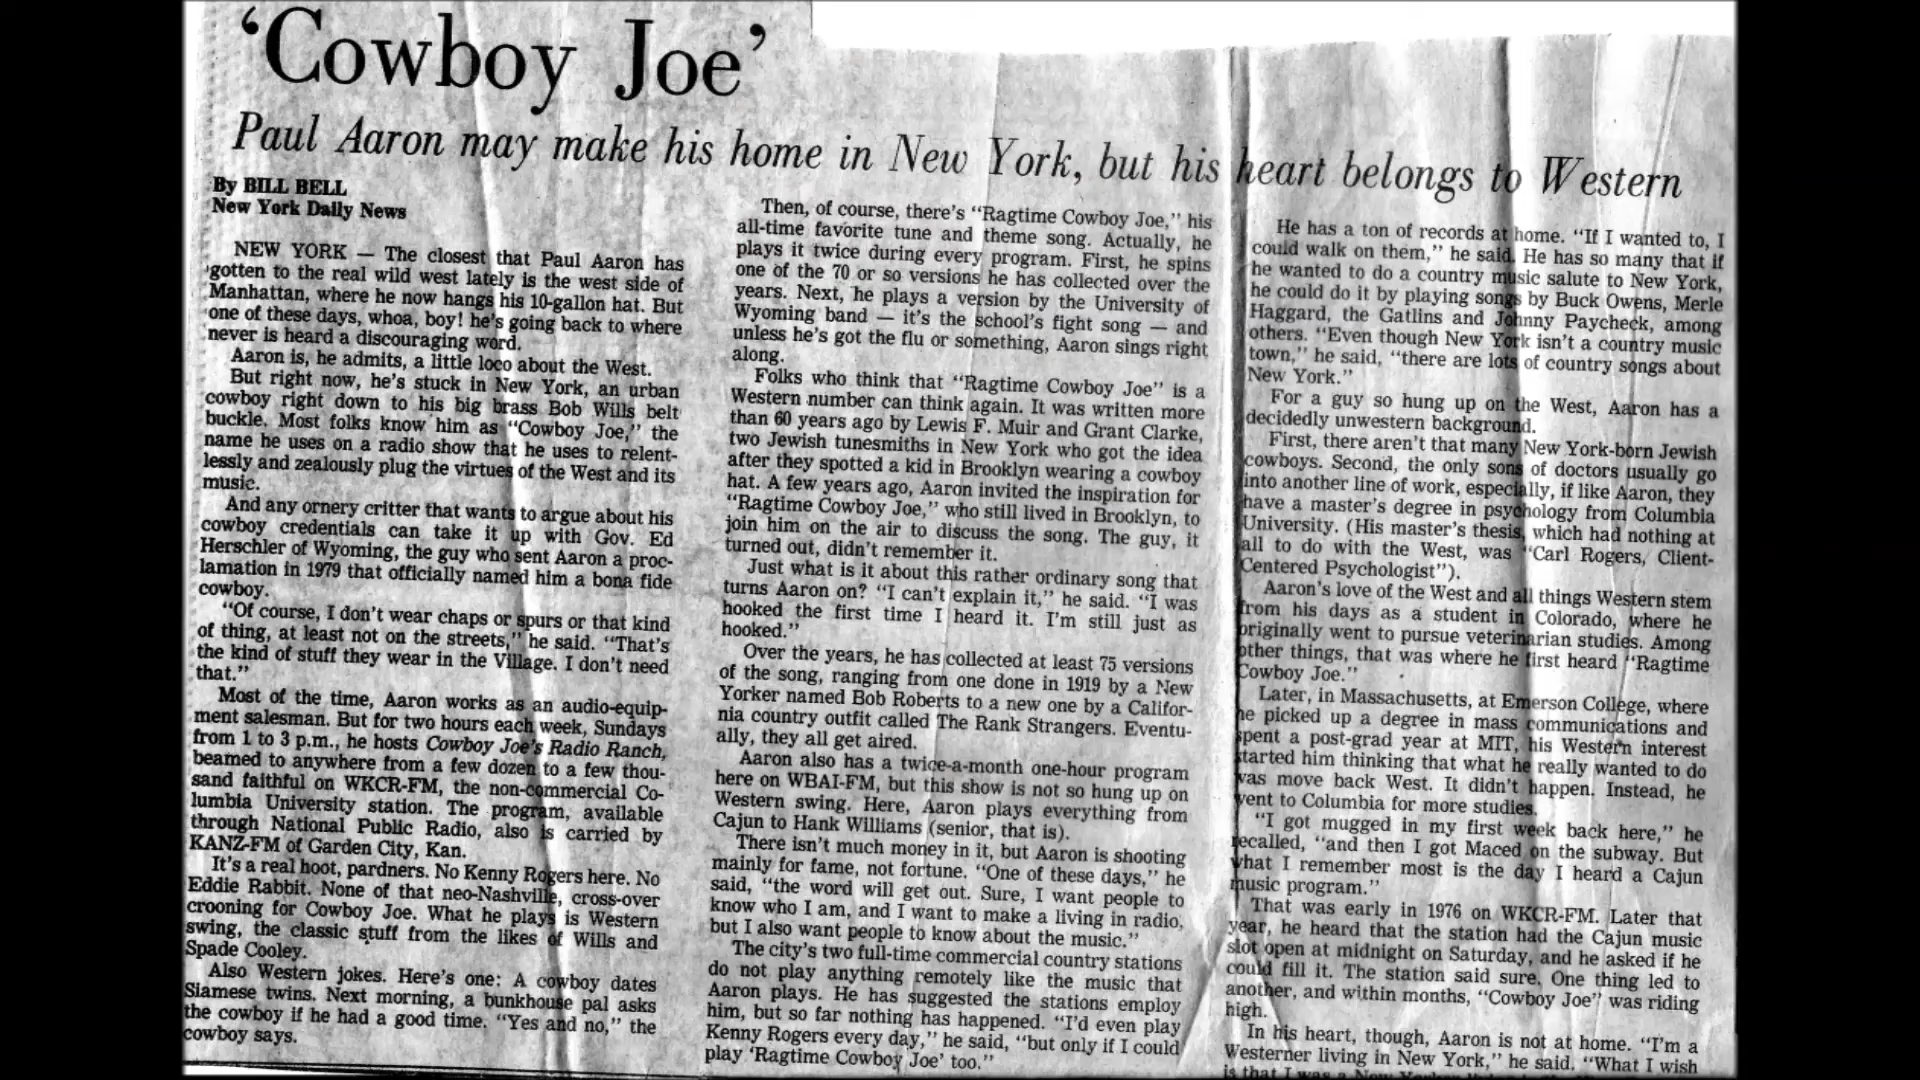 ‘Cowboy Joe’
Paul Aaron may make his home in New York, but his heart belongs to Western
By BILL BELL
New York Daily News
NEW YORK — The closest that Paul Aaron has
gotten to the real wild west lately is the west side of
Manhattan, where he now hangs his 10-gallon hat. But
one of these days, whoa, boy! he's going back to where
never is heard a discouraging word.
Aaron is, he admits, a little loco about the West.
But right now, he's stuck in New York, an urban
cowboy right down to his big brass Bob Wills belt
buckle. Most folks know him as “Cowboy Joe,” the
name he uses on a radio show that he uses to relent-
lessly and zealously plug the virtues of the West and its
music.
And any ornery critter that wants to argue about his
cowboy credentials can take it up with Gov. Ed
Herschler of Wyoming, the guy who sent Aaron a proc-
lamation in 1979 that officially named him a bona fide
cowboy.
“Of course, I don't wear chaps or spurs or that kind
of thing, at least not on the streets,” he said. “That's
the kind of stuff they wear in the Village. I don't need
that.”
Most of the time, Aaron works as an audio-equip-
ment salesman. But for two hours each week, Sundays
from 1 to 3 p.m., he hosts Cowboy Joe's Radio Ranch,
beamed to anywhere from a few dozen to a few thou-
sand faithful on WKCR-FM, the non-commercial Co-
lumbia University station. The program, available
through National Public Radio, also is carried by
KANZ-FM of Garden City, Kan.
It's a real hoot, pardners. No Kenny Rogers here. No
Eddie Rabbit. None of that neo-Nashville, cross-over
crooning for Cowboy Joe. What he plays is Western
swing, the classic stuff from the likes of Wills and
Spade Cooley.
Also Western jokes. Here's one: A cowboy dates
Siamese twins. Next morning, a bunkhouse pal asks
the cowboy if he had a good time. “Yes and no,” the
cowboy says.
Then, of course, there's “Ragtime Cowboy Joe,” his
all-time favorite tune and theme song. Actually, he
plays it twice during every program. First, he spins
one of the 70 or so versions he has collected over the
years. Next, he plays a version by the University of
Wyoming band — it's the school's fight song — and
unless he's got the flu or something, Aaron sings right
along.
Folks who think that “Ragtime Cowboy Joe” is a
Western number can think again. It was written more
than 60 years ago by Lewis F. Muir and Grant Clarke,
two Jewish tunesmiths in New York who got the idea
after they spotted a kid in Brooklyn wearing a cowboy
hat. A few years ago, Aaron invited the inspiration for
“Ragtime Cowboy Joe,” who still lived in Brooklyn, to
join him on the air to discuss the song. The guy, it
turned out, didn't remember it.
Just what is it about this rather ordinary song that
turns Aaron on? “I can't explain it,” he said. “I was
hooked the first time I heard it. I'm still just as
hooked.”
Over the years, he has collected at least 75 versions
of the song, ranging from one done in 1919 by a New
Yorker named Bob Roberts to a new one by a Califor-
nia country outfit called The Rank Strangers. Eventu-
ally, they all get aired.
Aaron also has a twice-a-month one-hour program
here on WBAI-FM, but this show is not so hung up on
Western swing. Here, Aaron plays everything from
Cajun to Hank Williams (senior, that is).
There isn't much money in it, but Aaron is shooting
mainly for fame, not fortune. “One of these days,” he
said, “the word will get out. Sure, I want people to
know who I am, and I want to make a living in radio,
but I also want people to know about the music.”
The city's two full-time commercial country stations
do not play anything remotely like the music that
Aaron plays. He has suggested the stations employ
him, but so far nothing has happened. “I'd even play
Kenny Rogers every day,” he said, “but only if I could
play ‘Ragtime Cowboy Joe’ too.”
He has a ton of records at home. “If I wanted to, I
could walk on them,” he said. He has so many that if
he wanted to do a country music salute to New York,
he could do it by playing songs by Buck Owens, Merle
Haggard, the Gatlins and Johnny Paycheck, among
others. “Even though New York isn't a country music
town,” he said, “there are lots of country songs about
New York.”
For a guy so hung up on the West, Aaron has a
decidedly unwestern background.
First, there aren't that many New York-born Jewish
cowboys. Second, the only sons of doctors usually go
into another line of work, especially, if like Aaron, they
have a master's degree in psychology from Columbia
University. (His master's thesis, which had nothing at
all to do with the West, was “Carl Rogers, Client-
Centered Psychologist”).
Aaron's love of the West and all things Western stem
from his days as a student in Colorado, where he
originally went to pursue veterinarian studies. Among
other things, that was where he first heard “Ragtime
Cowboy Joe.”
Later, in Massachusetts, at Emerson College, where
he picked up a degree in mass communications and
spent a post-grad year at MIT, his Western interest
started him thinking that what he really wanted to do
was move back West. It didn't happen. Instead, he
went to Columbia for more studies.
“I got mugged in my first week back here,” he
recalled, “and then I got Maced on the subway. But
what I remember most is the day I heard a Cajun
music program.”
That was early in 1976 on WKCR-FM. Later that
year, he heard that the station had the Cajun music
slot open at midnight on Saturday, and he asked if he
could fill it. The station said sure. One thing led to
another, and within months, “Cowboy Joe” was riding
high.
In his heart, though, Aaron is not at home. “I'm a
Westerner living in New York,” he said. “What I wish
is that I was a New Yorker